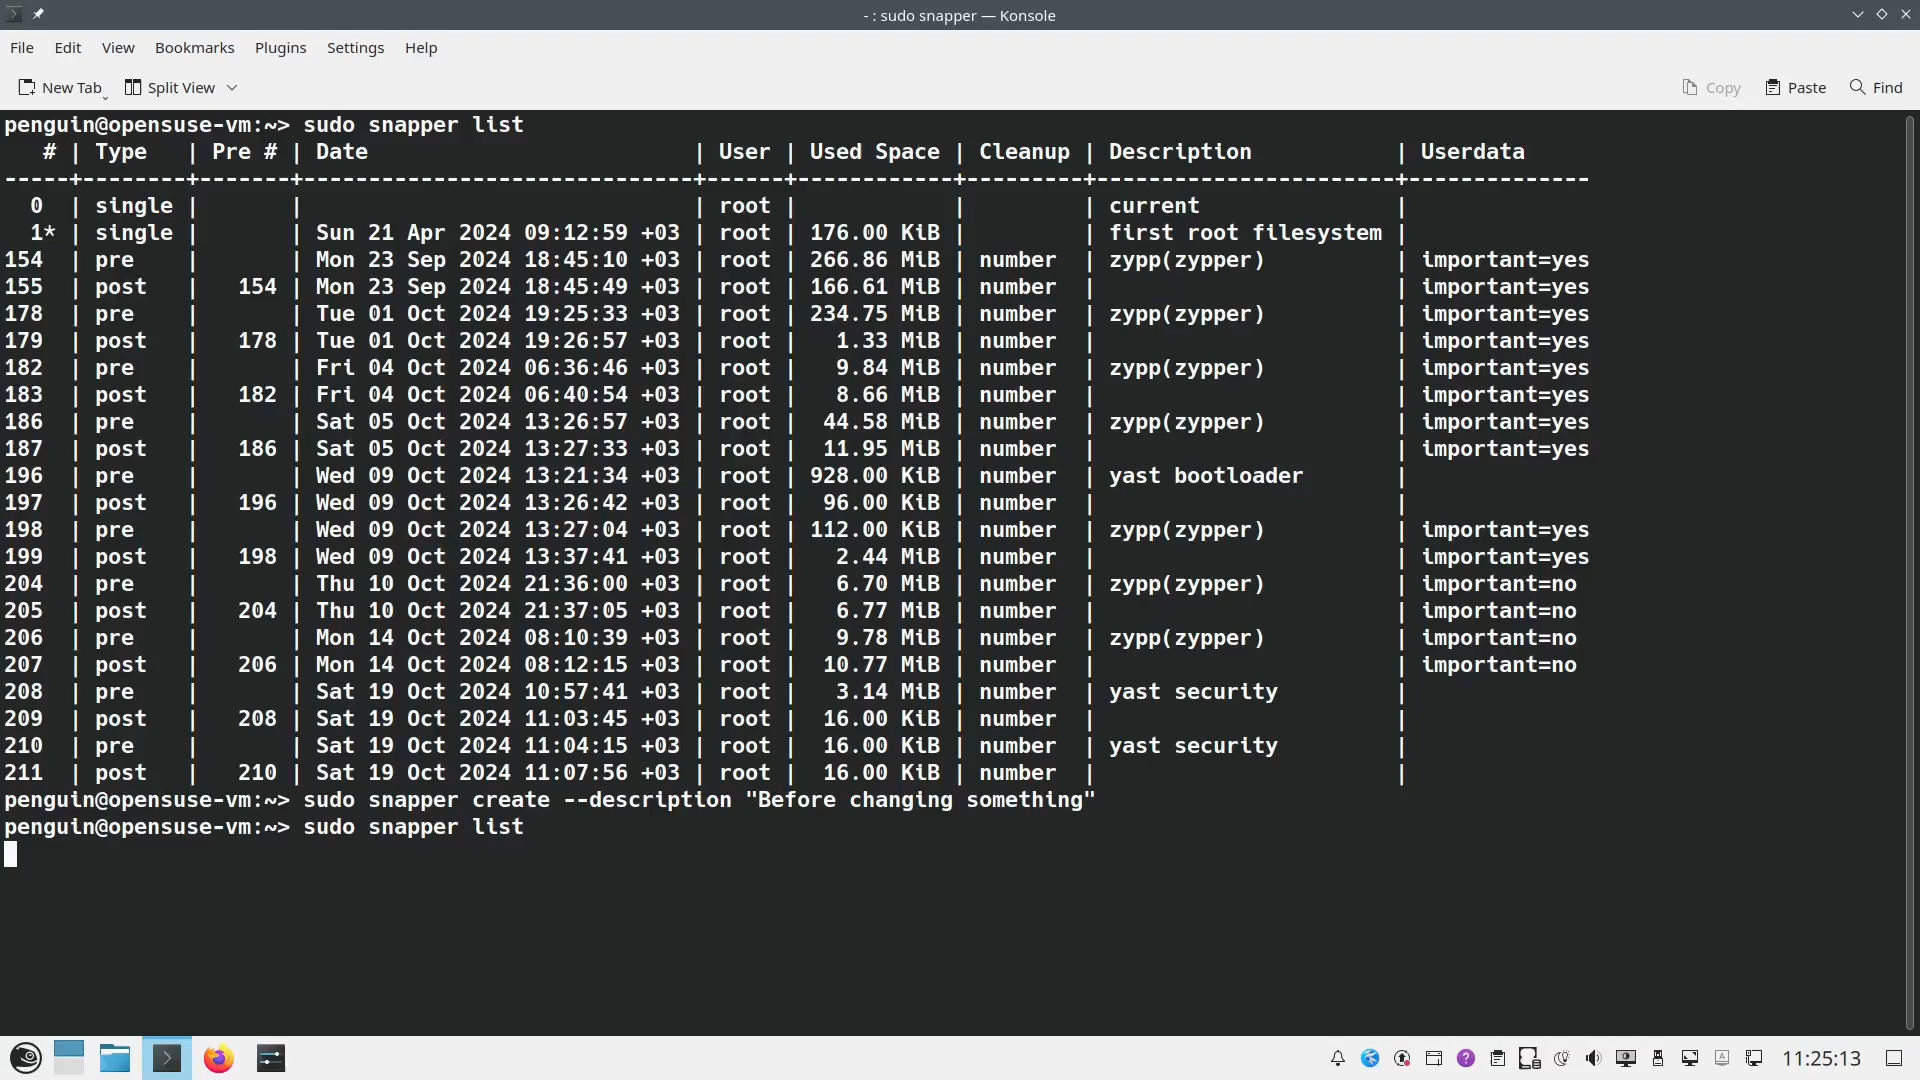 - : sudo snapper — Konsole
File Edit View Bookmarks Plugins Settings Help
New Tab Split View Copy Paste Find
penguin@opensuse-vm:~> sudo snapper list
   # | Type   | Pre # | Date                              | User | Used Space | Cleanup | Description            | Userdata
-----+--------+-------+------------------------------+------+------------+---------+-----------------------+--------------
  0  | single |       |                              | root |            |         | current               |
  1* | single |       | Sun 21 Apr 2024 09:12:59 +03 | root | 176.00 KiB |         | first root filesystem |
154  | pre    |       | Mon 23 Sep 2024 18:45:10 +03 | root | 266.86 MiB | number  | zypp(zypper)          | important=yes
155  | post   |   154 | Mon 23 Sep 2024 18:45:49 +03 | root | 166.61 MiB | number  |                       | important=yes
178  | pre    |       | Tue 01 Oct 2024 19:25:33 +03 | root | 234.75 MiB | number  | zypp(zypper)          | important=yes
179  | post   |   178 | Tue 01 Oct 2024 19:26:57 +03 | root |   1.33 MiB | number  |                       | important=yes
182  | pre    |       | Fri 04 Oct 2024 06:36:46 +03 | root |   9.84 MiB | number  | zypp(zypper)          | important=yes
183  | post   |   182 | Fri 04 Oct 2024 06:40:54 +03 | root |   8.66 MiB | number  |                       | important=yes
186  | pre    |       | Sat 05 Oct 2024 13:26:57 +03 | root |  44.58 MiB | number  | zypp(zypper)          | important=yes
187  | post   |   186 | Sat 05 Oct 2024 13:27:33 +03 | root |  11.95 MiB | number  |                       | important=yes
196  | pre    |       | Wed 09 Oct 2024 13:21:34 +03 | root | 928.00 KiB | number  | yast bootloader       |
197  | post   |   196 | Wed 09 Oct 2024 13:26:42 +03 | root |  96.00 KiB | number  |                       |
198  | pre    |       | Wed 09 Oct 2024 13:27:04 +03 | root | 112.00 KiB | number  | zypp(zypper)          | important=yes
199  | post   |   198 | Wed 09 Oct 2024 13:37:41 +03 | root |   2.44 MiB | number  |                       | important=yes
204  | pre    |       | Thu 10 Oct 2024 21:36:00 +03 | root |   6.70 MiB | number  | zypp(zypper)          | important=no
205  | post   |   204 | Thu 10 Oct 2024 21:37:05 +03 | root |   6.77 MiB | number  |                       | important=no
206  | pre    |       | Mon 14 Oct 2024 08:10:39 +03 | root |   9.78 MiB | number  | zypp(zypper)          | important=no
207  | post   |   206 | Mon 14 Oct 2024 08:12:15 +03 | root |  10.77 MiB | number  |                       | important=no
208  | pre    |       | Sat 19 Oct 2024 10:57:41 +03 | root |   3.14 MiB | number  | yast security         |
209  | post   |   208 | Sat 19 Oct 2024 11:03:45 +03 | root |  16.00 KiB | number  |                       |
210  | pre    |       | Sat 19 Oct 2024 11:04:15 +03 | root |  16.00 KiB | number  | yast security         |
211  | post   |   210 | Sat 19 Oct 2024 11:07:56 +03 | root |  16.00 KiB | number  |                       |
penguin@opensuse-vm:~> sudo snapper create --description "Before changing something"
penguin@opensuse-vm:~> sudo snapper list
11:25:13